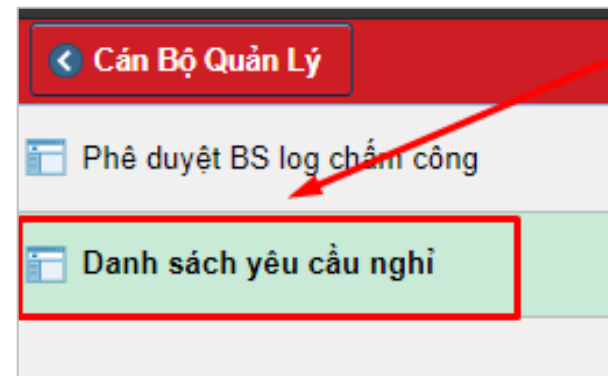 Cán Bộ Quản Lý
Phê duyệt BS log chấm công
Danh sách yêu cầu nghỉ